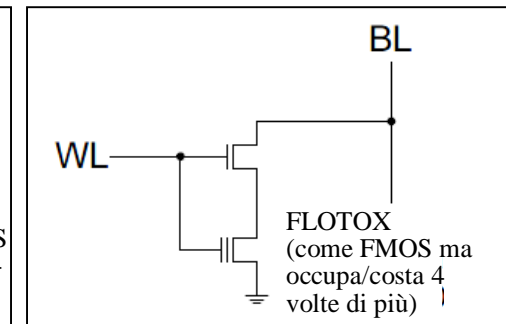 BL
WL
S
FLOTOX
(come FMOS ma
occupa/costa 4
volte di più)